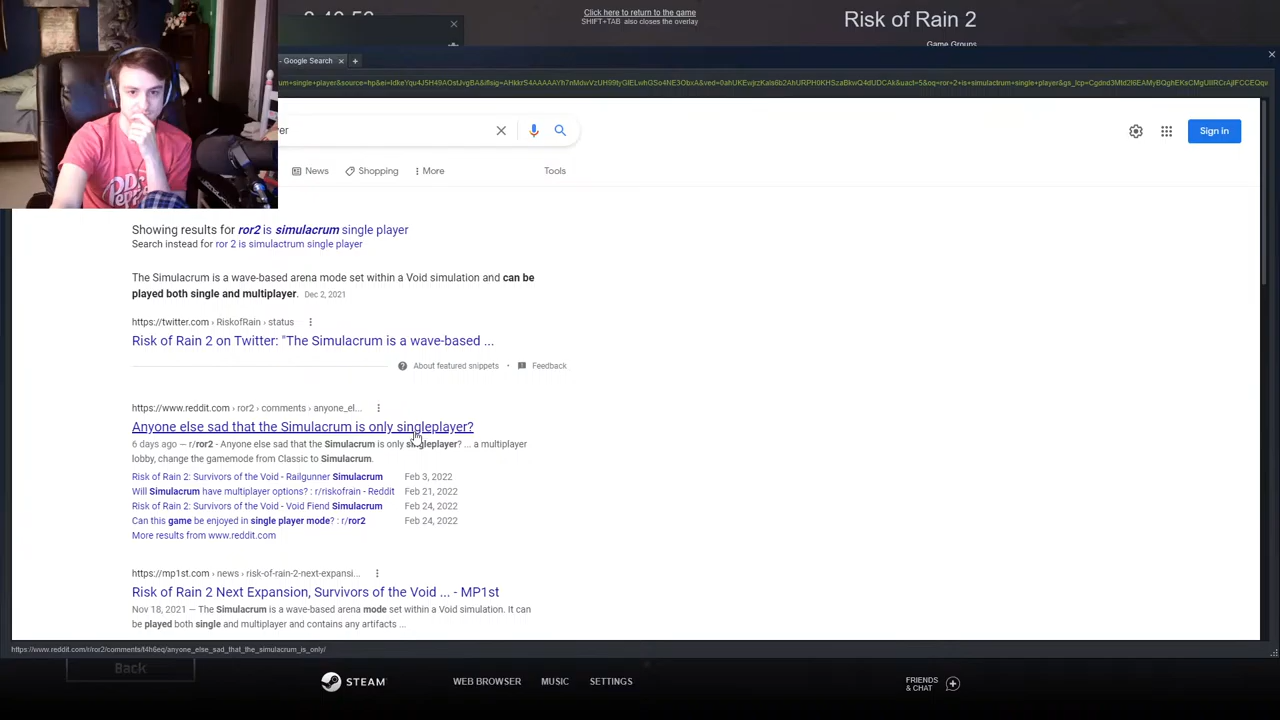 Click here to return to the game
SHIFT+TAB also closes the overlay
Risk of Rain 2
Game Groups
- Google Search
er
Sign in
News
Shopping
More
Tools
Showing results for ror2 is simulacrum single player
Search instead for ror 2 is simulactrum single player
The Simulacrum is a wave-based arena mode set within a Void simulation and can be
played both single and multiplayer. Dec 2, 2021
https://twitter.com › RiskofRain › status
Risk of Rain 2 on Twitter: "The Simulacrum is a wave-based ...
About featured snippets • Feedback
https://www.reddit.com › ror2 › comments › anyone_el...
Anyone else sad that the Simulacrum is only singleplayer?
6 days ago — r/ror2 - Anyone else sad that the Simulacrum is only singleplayer? ... a multiplayer
lobby, change the gamemode from Classic to Simulacrum.
Risk of Rain 2: Survivors of the Void - Railgunner Simulacrum Feb 3, 2022
Will Simulacrum have multiplayer options? : r/riskofrain - Reddit Feb 21, 2022
Risk of Rain 2: Survivors of the Void - Void Fiend Simulacrum Feb 24, 2022
Can this game be enjoyed in single player mode? : r/ror2 Feb 24, 2022
More results from www.reddit.com
https://mp1st.com › news › risk-of-rain-2-next-expansi...
Risk of Rain 2 Next Expansion, Survivors of the Void ... - MP1st
Nov 18, 2021 — The Simulacrum is a wave-based arena mode set within a Void simulation. It can
be played both single and multiplayer and contains any artifacts ...
Back
STEAM
WEB BROWSER
MUSIC
SETTINGS
FRIENDS
& CHAT